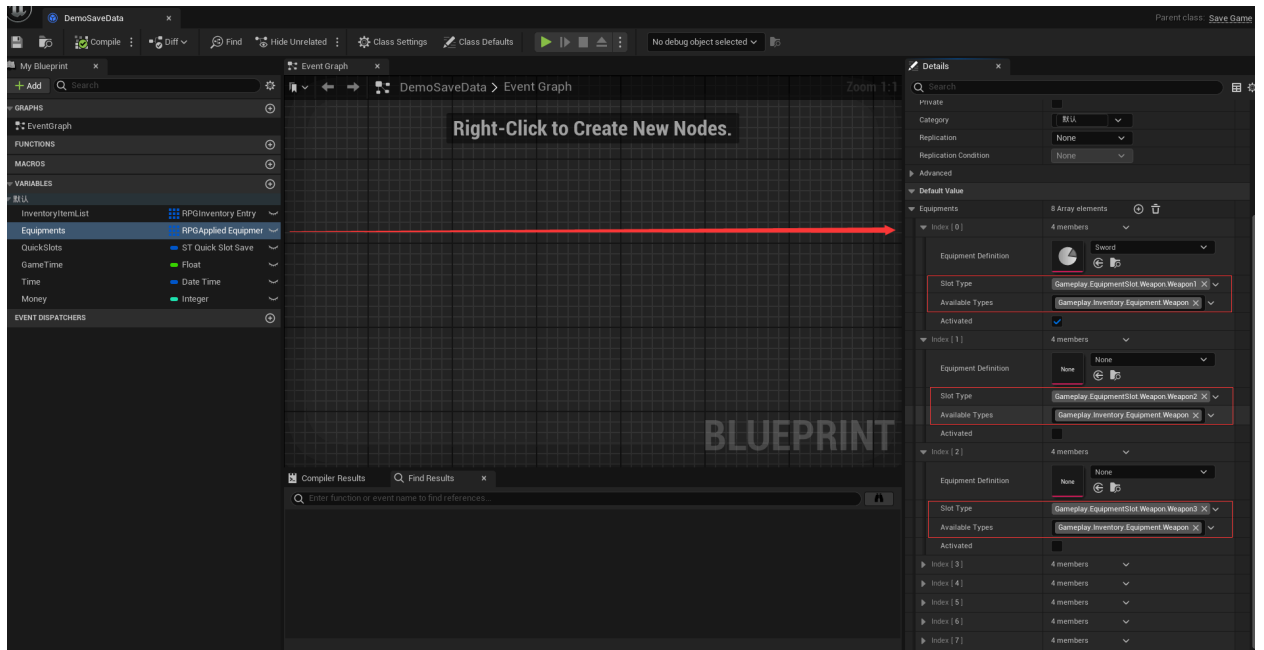 DemoSaveData
Parent class: Save Game
Compile
Diff
Find
Hide Unrelated
Class Settings
Class Defaults
No debug object selected
My Blueprint
Add
Search
GRAPHS
EventGraph
FUNCTIONS
MACROS
VARIABLES
默认
InventoryItemList RPGInventory Entry
Equipments RPGApplied Equipmer
QuickSlots ST Quick Slot Save
GameTime Float
Time Date Time
Money Integer
EVENT DISPATCHERS
Event Graph
DemoSaveData > Event Graph
Zoom 1:1
Right-Click to Create New Nodes.
BLUEPRINT
Compiler Results
Find Results
Enter function or event name to find references...
Details
Search
Private
Category 默认
Replication None
Replication Condition None
Advanced
Default Value
Equipments 8 Array elements
Index [ 0 ] 4 members
Equipment Definition Sword
Slot Type Gameplay.EquipmentSlot.Weapon.Weapon1
Available Types Gameplay.Inventory.Equipment.Weapon
Activated
Index [ 1 ] 4 members
Equipment Definition None None
Slot Type Gameplay.EquipmentSlot.Weapon.Weapon2
Available Types Gameplay.Inventory.Equipment.Weapon
Activated
Index [ 2 ] 4 members
Equipment Definition None None
Slot Type Gameplay.EquipmentSlot.Weapon.Weapon3
Available Types Gameplay.Inventory.Equipment.Weapon
Activated
Index [ 3 ] 4 members
Index [ 4 ] 4 members
Index [ 5 ] 4 members
Index [ 6 ] 4 members
Index [ 7 ] 4 members